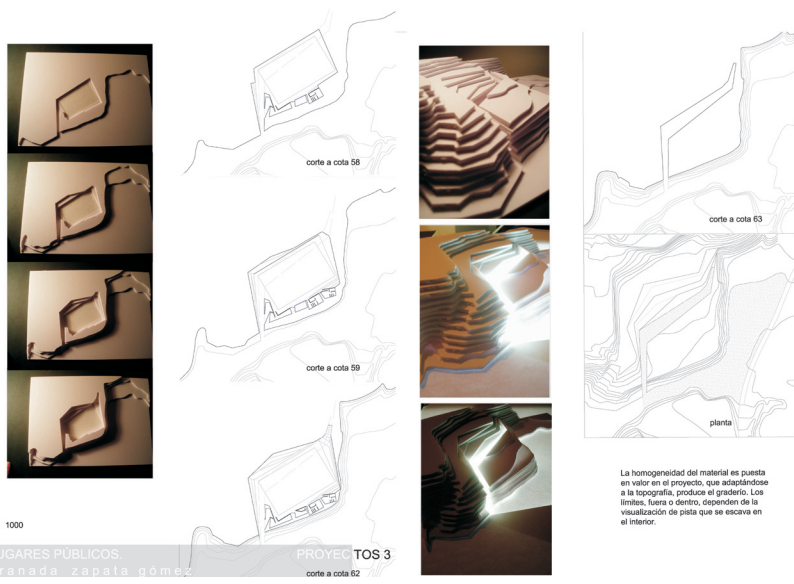 corte a cota 58
corte a cota 59
corte a cota 62
corte a cota 63
planta
La homogeneidad del material es puesta
en valor en el proyecto, que adaptándose
a la topografía, produce el graderío. Los
límites, fuera o dentro, dependen de la
visualización de pista que se escava en
el interior.
1000
UGARES PÚBLICOS.
PROYECTOS 3
ranada zapata gómez